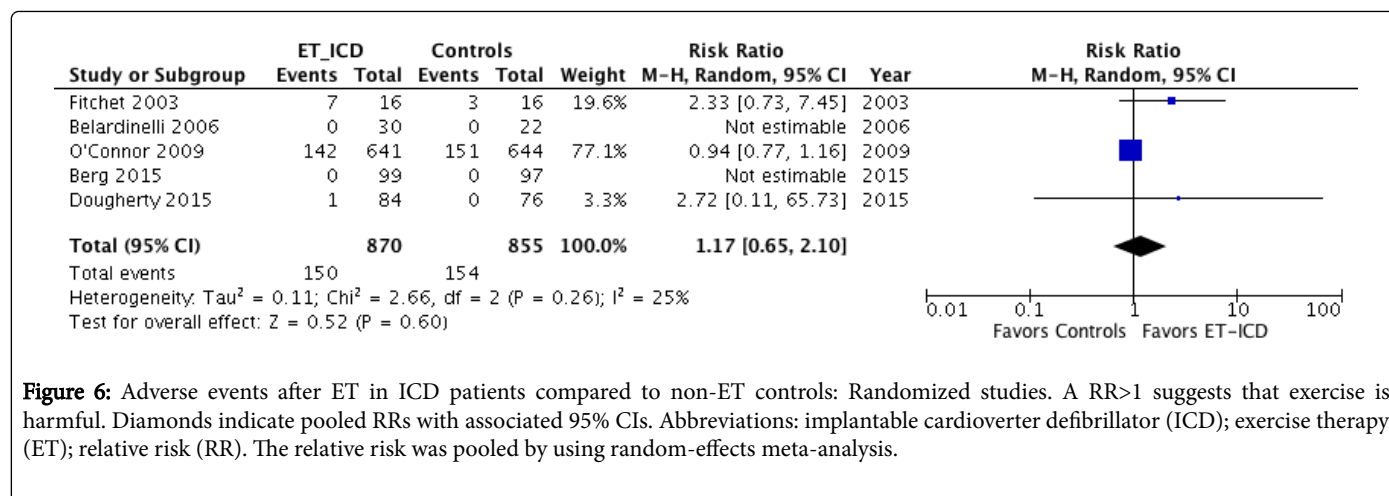 ET_ICD Controls Risk Ratio Risk Ratio
Study or Subgroup Events Total Events Total Weight M-H, Random, 95% CI Year M-H, Random, 95% CI
Fitchet 2003 7 16 3 16 19.6% 2.33 [0.73, 7.45] 2003
Belardinelli 2006 0 30 0 22 Not estimable 2006
O'Connor 2009 142 641 151 644 77.1% 0.94 [0.77, 1.16] 2009
Berg 2015 0 99 0 97 Not estimable 2015
Dougherty 2015 1 84 0 76 3.3% 2.72 [0.11, 65.73] 2015
Total (95% CI) 870 855 100.0% 1.17 [0.65, 2.10]
Total events 150 154
Heterogeneity: Tau² = 0.11; Chi² = 2.66, df = 2 (P = 0.26); I² = 25%
Test for overall effect: Z = 0.52 (P = 0.60)
0.01 0.1 1 10 100
Favors Controls Favors ET-ICD
Figure 6: Adverse events after ET in ICD patients compared to non-ET controls: Randomized studies. A RR>1 suggests that exercise is
harmful. Diamonds indicate pooled RRs with associated 95% CIs. Abbreviations: implantable cardioverter defibrillator (ICD); exercise therapy
(ET); relative risk (RR). The relative risk was pooled by using random-effects meta-analysis.